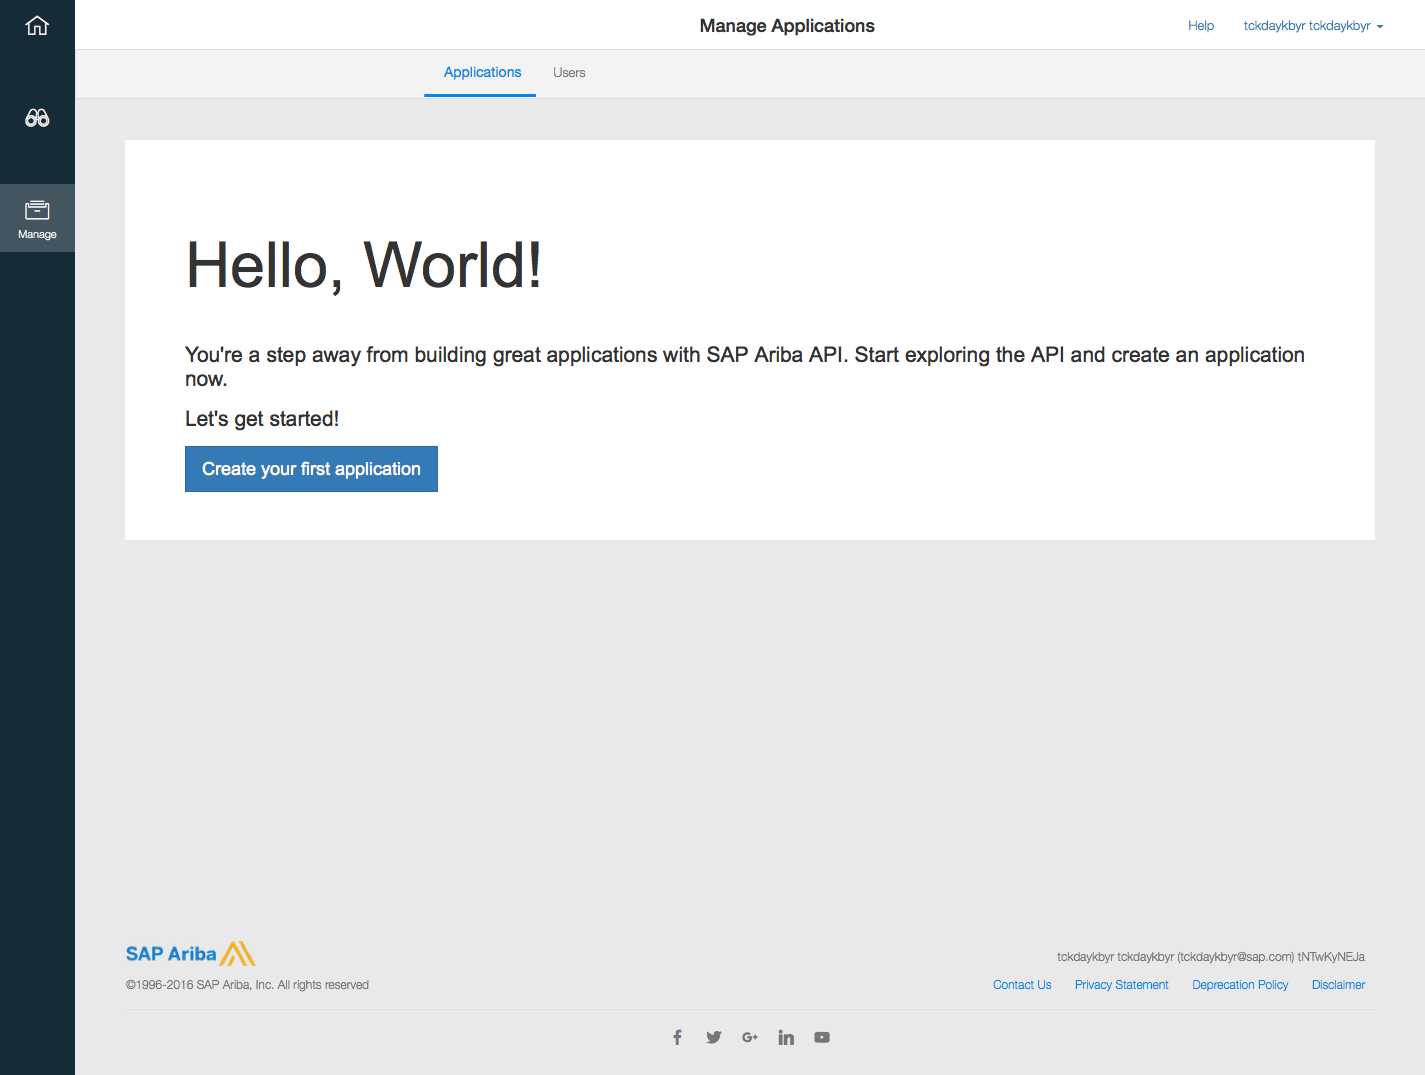 Manage Applications
Help
tckdaykbyr tckdaykbyr
Applications
Users
Manage
Hello, World!
You're a step away from building great applications with SAP Ariba API. Start exploring the API and create an application
now.
Let's get started!
Create your first application
SAP Ariba
tckdaykbyr tckdaykbyr (tckdaykbyr@sap.com) tNTwKyNEJa
©1996-2016 SAP Ariba, Inc. All rights reserved
Contact Us
Privacy Statement
Deprecation Policy
Disclaimer